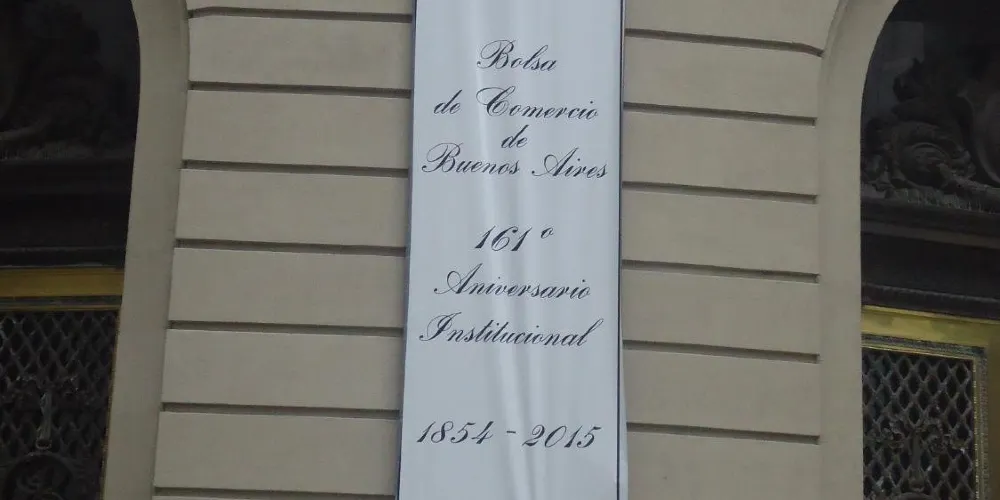 Bolsa
de Comercio
de
Buenos Aires
161º
Aniversario
Institucional
1854 - 2015